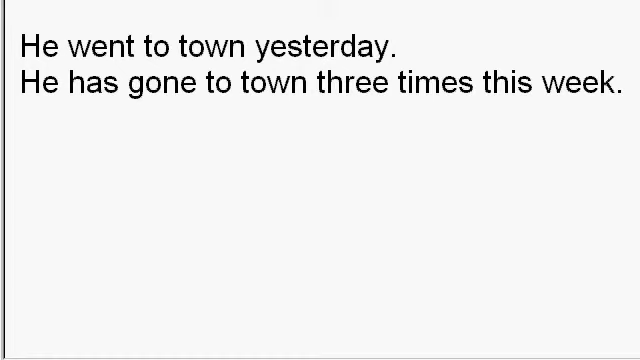 He went to town yesterday.
He has gone to town three times this week.